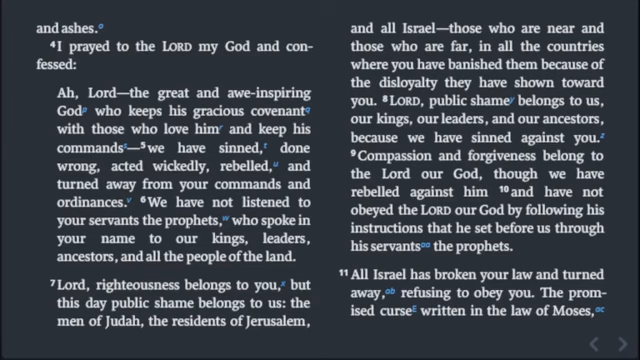 and ashes.o
4I prayed to the LORD my God and con-
fessed:
Ah, Lord—the great and awe-inspiring
Godp who keeps his gracious covenantq
with those who love himr and keep his
commandss—5we have sinned,t done
wrong, acted wickedly, rebelled,u and
turned away from your commands and
ordinances.v 6We have not listened to
your servants the prophets,w who spoke in
your name to our kings, leaders,
ancestors, and all the people of the land.
7Lord, righteousness belongs to you,x but
this day public shame belongs to us: the
men of Judah, the residents of Jerusalem,
and all Israel—those who are near and
those who are far, in all the countries
where you have banished them because of
the disloyalty they have shown toward
you. 8LORD, public shamey belongs to us,
our kings, our leaders, and our ancestors,
because we have sinned against you.z
9Compassion and forgiveness belong to
the Lord our God, though we have
rebelled against him 10and have not
obeyed the LORD our God by following his
instructions that he set before us through
his servantsaa the prophets.
11All Israel has broken your law and turned
away,ab refusing to obey you. The prom-
ised curseE written in the law of Moses,ac